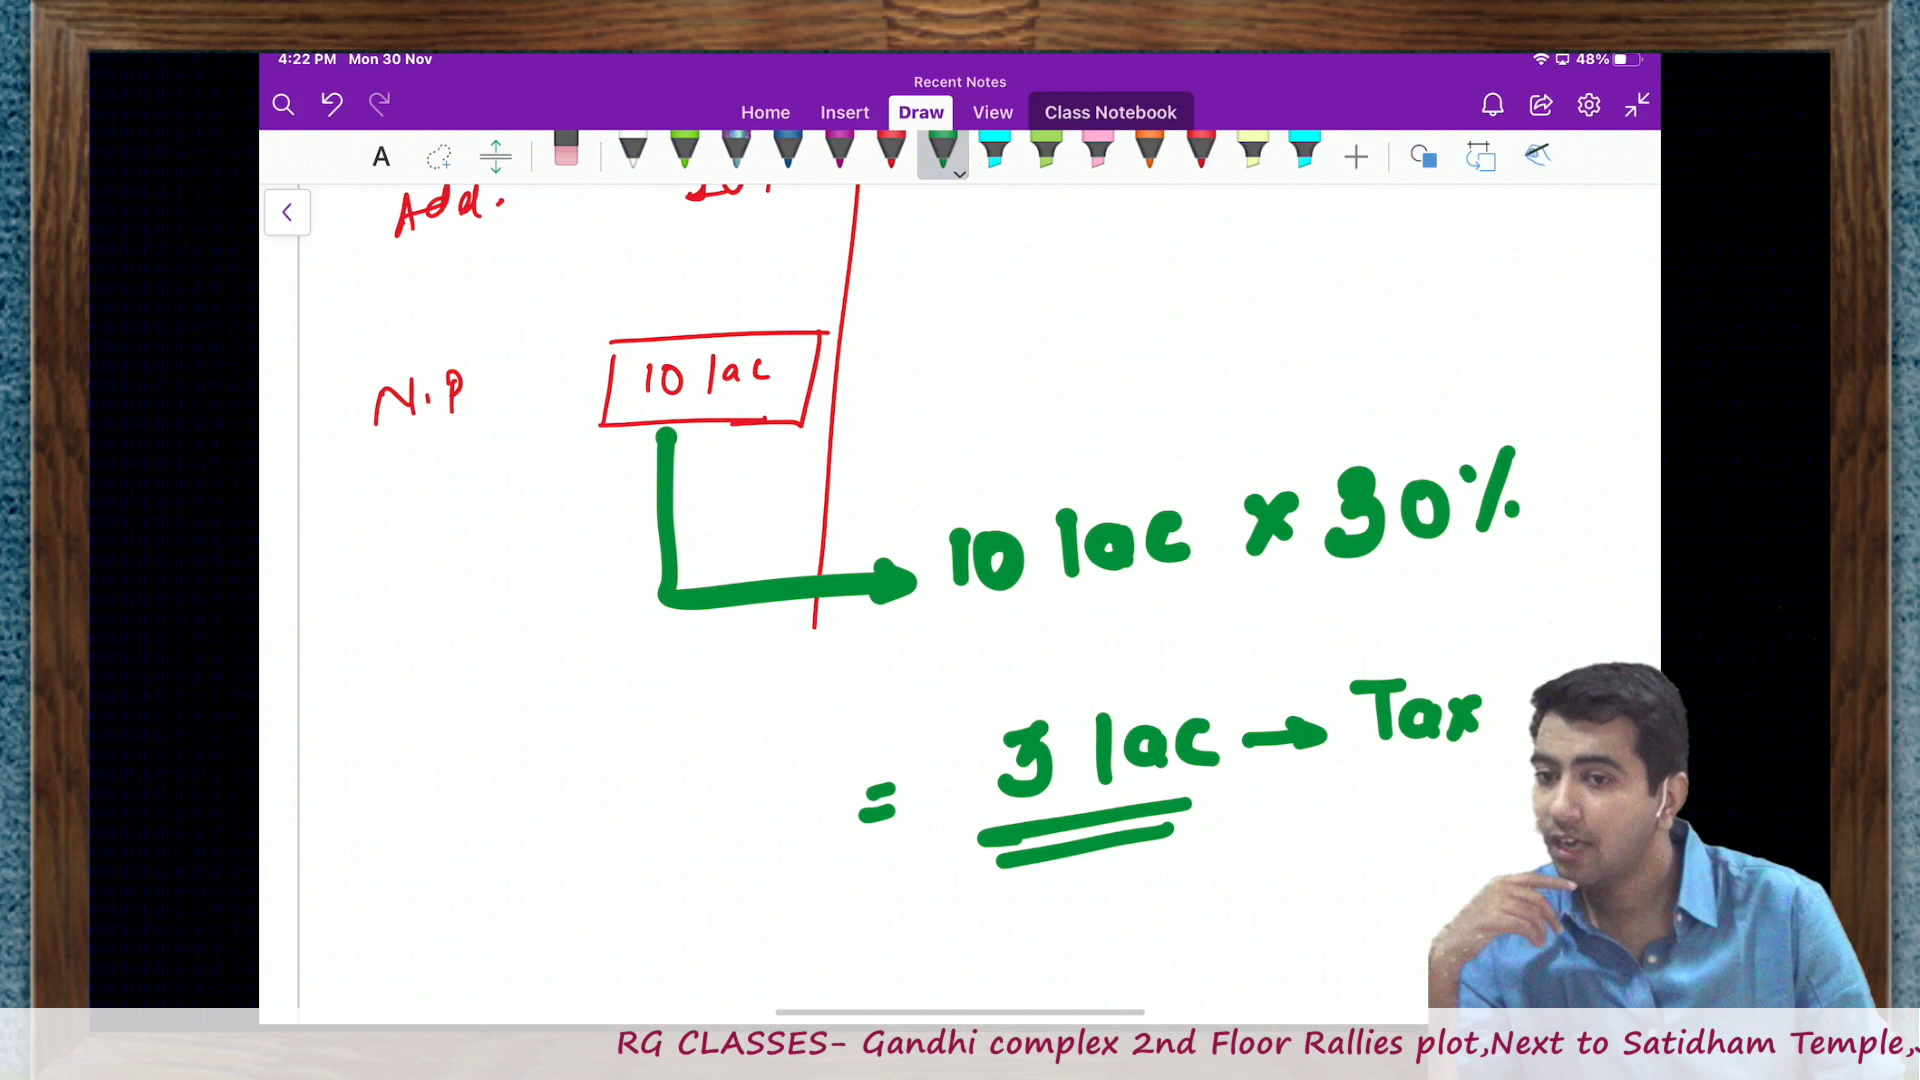 4:22 PM Mon 30 Nov
48%
Recent Notes
Home Insert Draw View Class Notebook
A
Add.
N.P 10 lac
10 lac × 30%
= 3 lac → Tax
RG CLASSES- Gandhi complex 2nd Floor Rallies plot,Next to Satidham Temple,